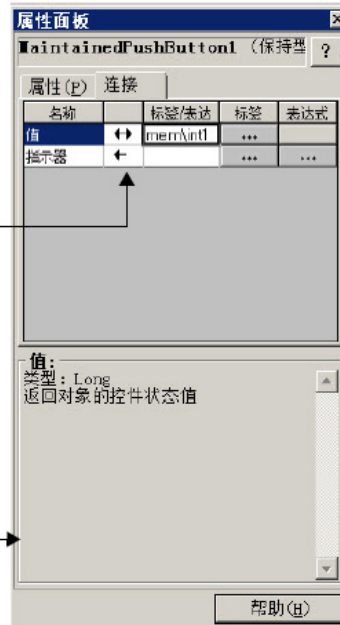 属性面板
MaintainedPushButton1 (保持型 ?
属性(P) 连接
名称 标签/表达 标签 表达式
值 mem\int1 ...
指示器 ... ...
值:
类型: Long
返回对象的控件状态值
帮助(H)